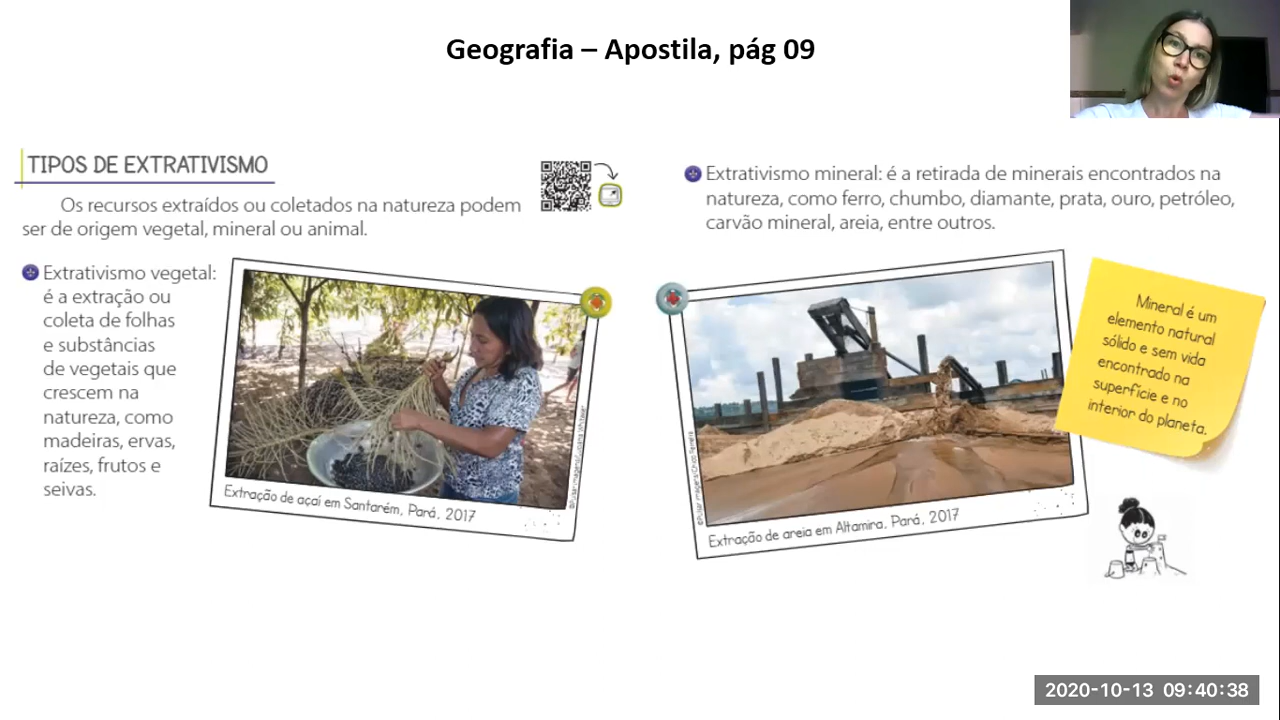 Geografia – Apostila, pág 09
TIPOS DE EXTRATIVISMO
Os recursos extraídos ou coletados na natureza podem
ser de origem vegetal, mineral ou animal.
Extrativismo vegetal:
é a extração ou
coleta de folhas
e substâncias
de vegetais que
crescem na
natureza, como
madeiras, ervas,
raízes, frutos e
seivas.
Extração de açaí em Santarém, Pará, 2017
Extrativismo mineral: é a retirada de minerais encontrados na
natureza, como ferro, chumbo, diamante, prata, ouro, petróleo,
carvão mineral, areia, entre outros.
Extração de areia em Altamira, Pará, 2017
Mineral é um
elemento natural
sólido e sem vida
encontrado na
superfície e no
interior do planeta.
2020-10-13 09:40:38